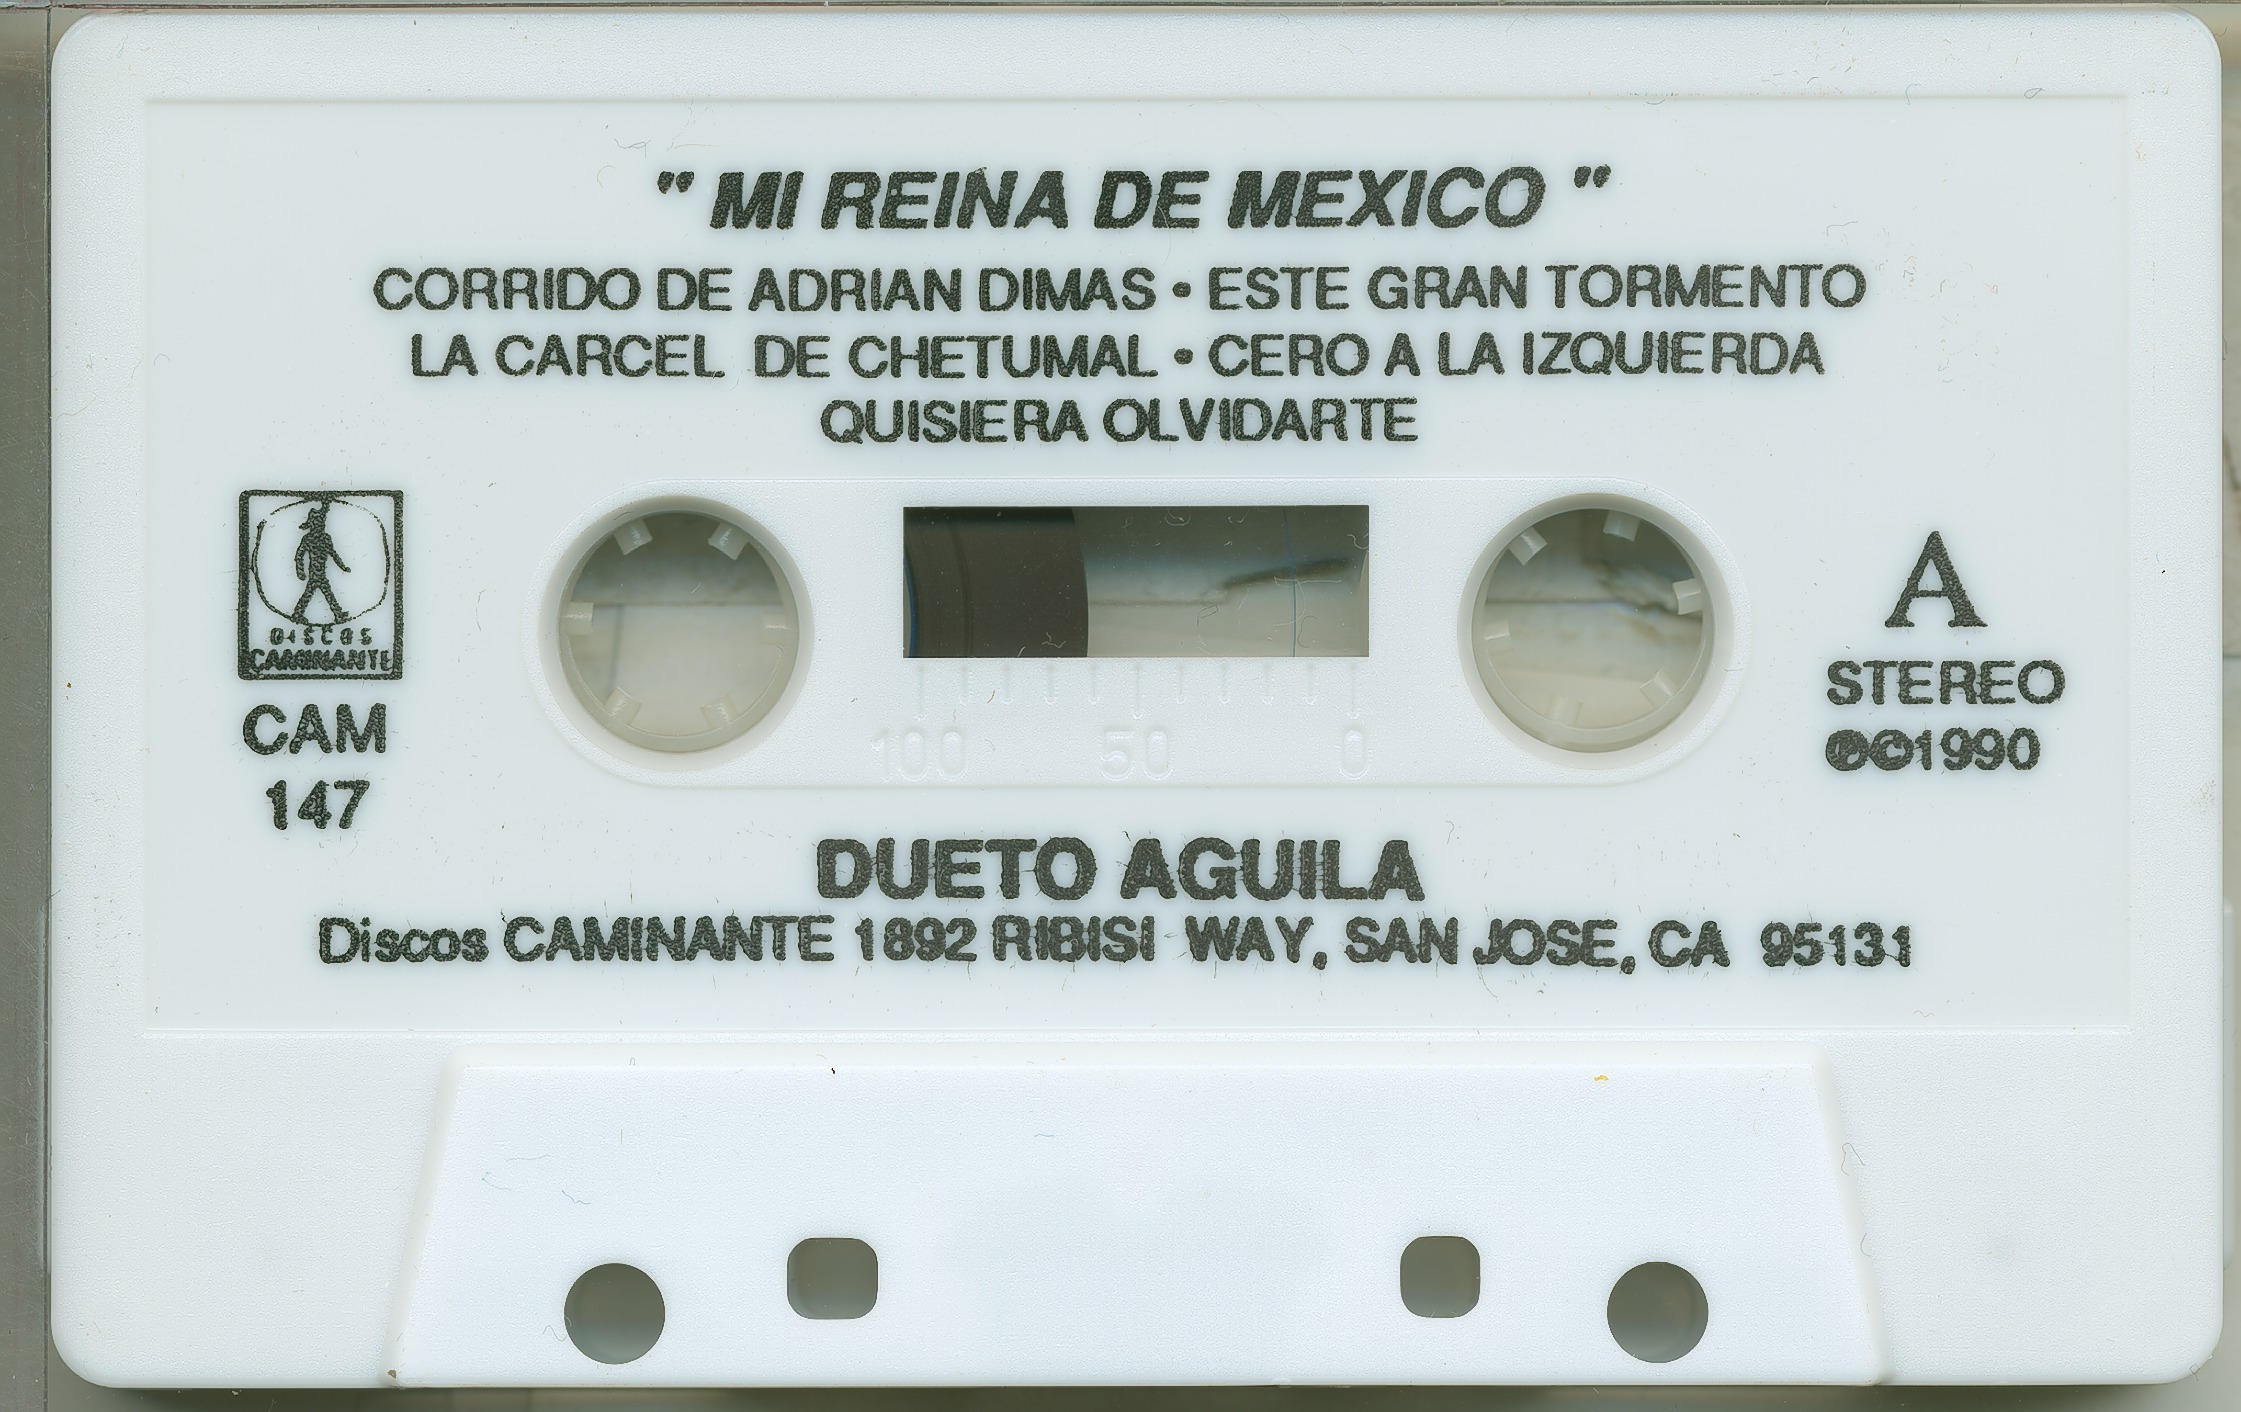 " MI REINA DE MEXICO "
CORRIDO DE ADRIAN DIMAS • ESTE GRAN TORMENTO
LA CARCEL DE CHETUMAL • CERO A LA IZQUIERDA
QUISIERA OLVIDARTE
DISCOS
CAMINANTE
CAM
147
A
STEREO
℗©1990
100 50 0
DUETO AGUILA
Discos CAMINANTE 1892 RIBISI WAY, SAN JOSE, CA 95131